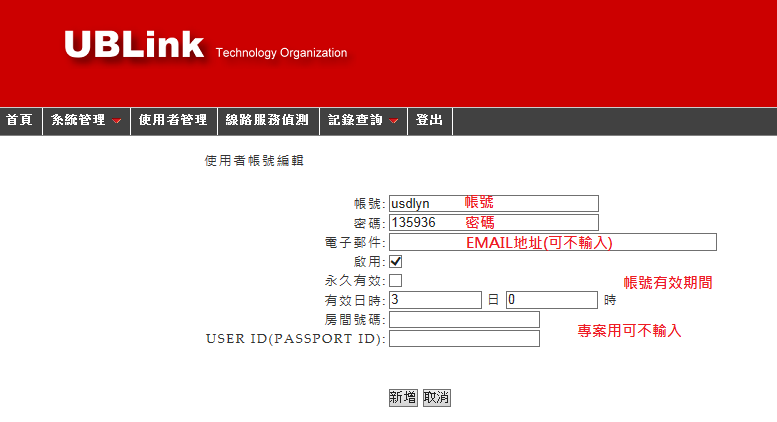 UBLink Technology Organization
首頁 系統管理 使用者管理 線路服務偵測 記錄查詢 登出
使用者帳號編輯
帳號: usdlyn 帳號
密碼: 135936 密碼
電子郵件: EMAIL地址(可不輸入)
啟用:
永久有效: 帳號有效期間
有效日時: 3 日 0 時
房間號碼:
專案用可不輸入
USER ID(PASSPORT ID):
新增 取消